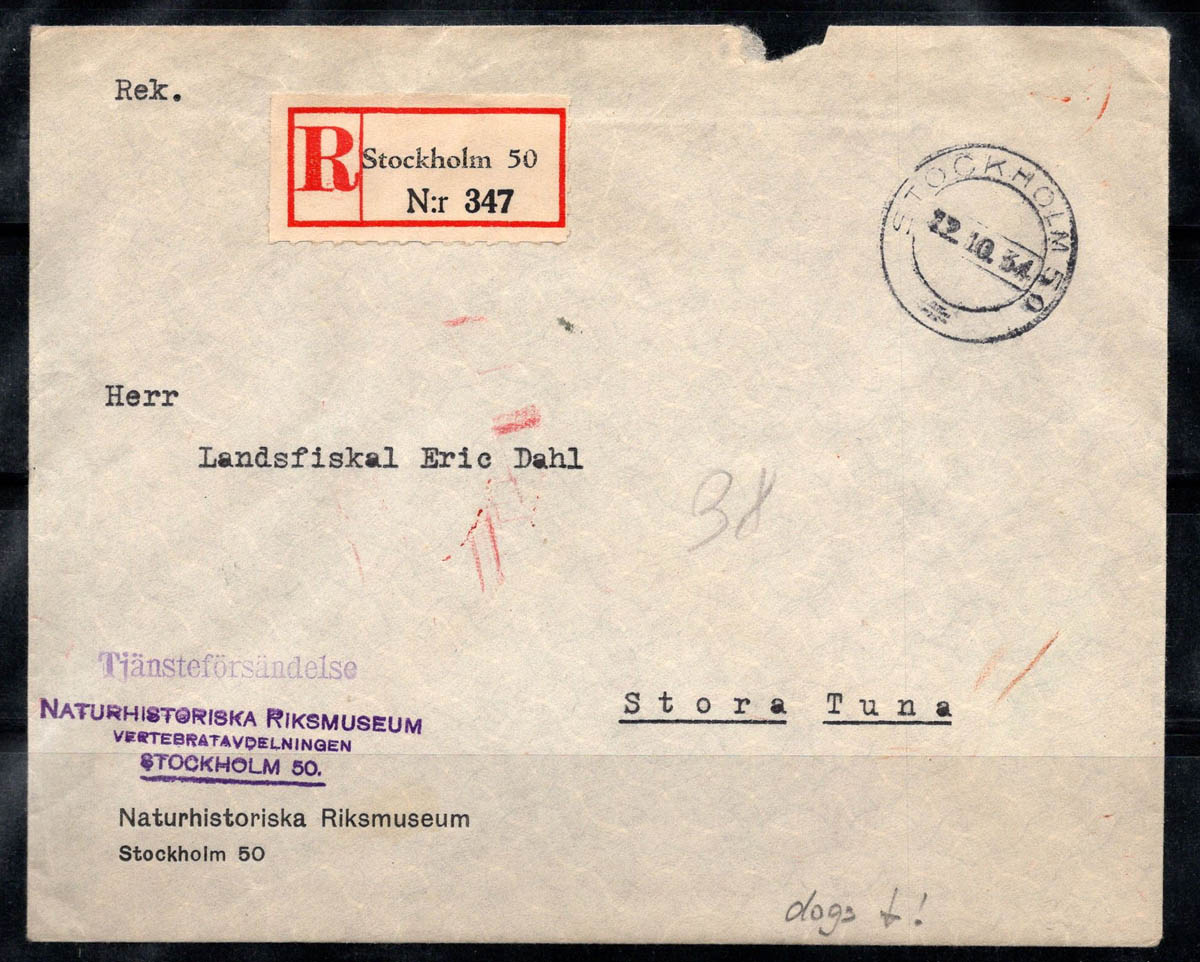 Rek.
R
Stockholm 50
N:r 347
STOCKHOLM 50
12.10.34
Herr
Landsfiskal Eric Dahl
38
Tjänsteförsändelse
NATURHISTORISKA RIKSMUSEUM
VERTEBRATAVDELNINGEN
STOCKHOLM 50.
Stora Tuna
Naturhistoriska Riksmuseum
Stockholm 50